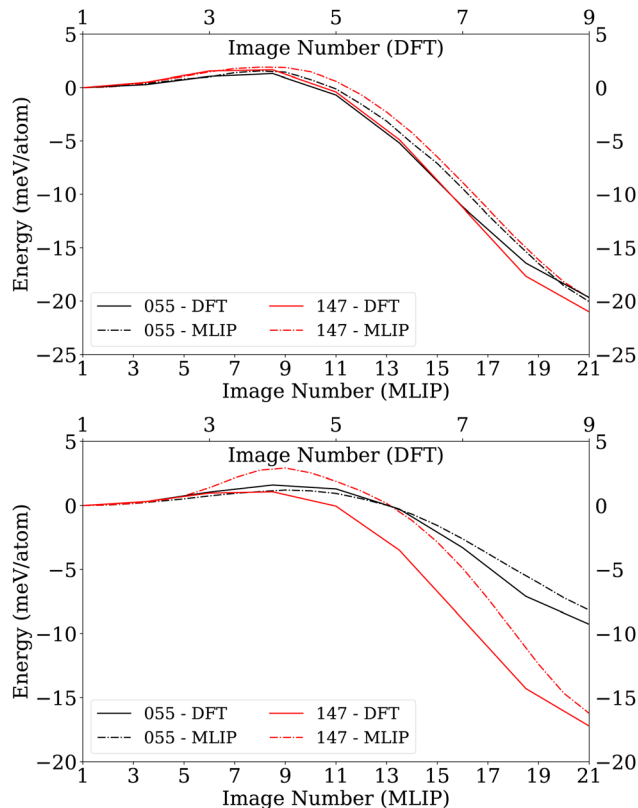 1 3 5 7 9
Image Number (DFT)
5 5
0 0
−5 −5
−10 −10
−15 −15
−20 −20
−25 −25
Energy (meV/atom)
055 - DFT 147 - DFT
055 - MLIP 147 - MLIP
1 3 5 7 9 11 13 15 17 19 21
Image Number (MLIP)
1 3 5 7 9
Image Number (DFT)
5 5
0 0
−5 −5
−10 −10
−15 −15
−20 −20
Energy (meV/atom)
055 - DFT 147 - DFT
055 - MLIP 147 - MLIP
1 3 5 7 9 11 13 15 17 19 21
Image Number (MLIP)